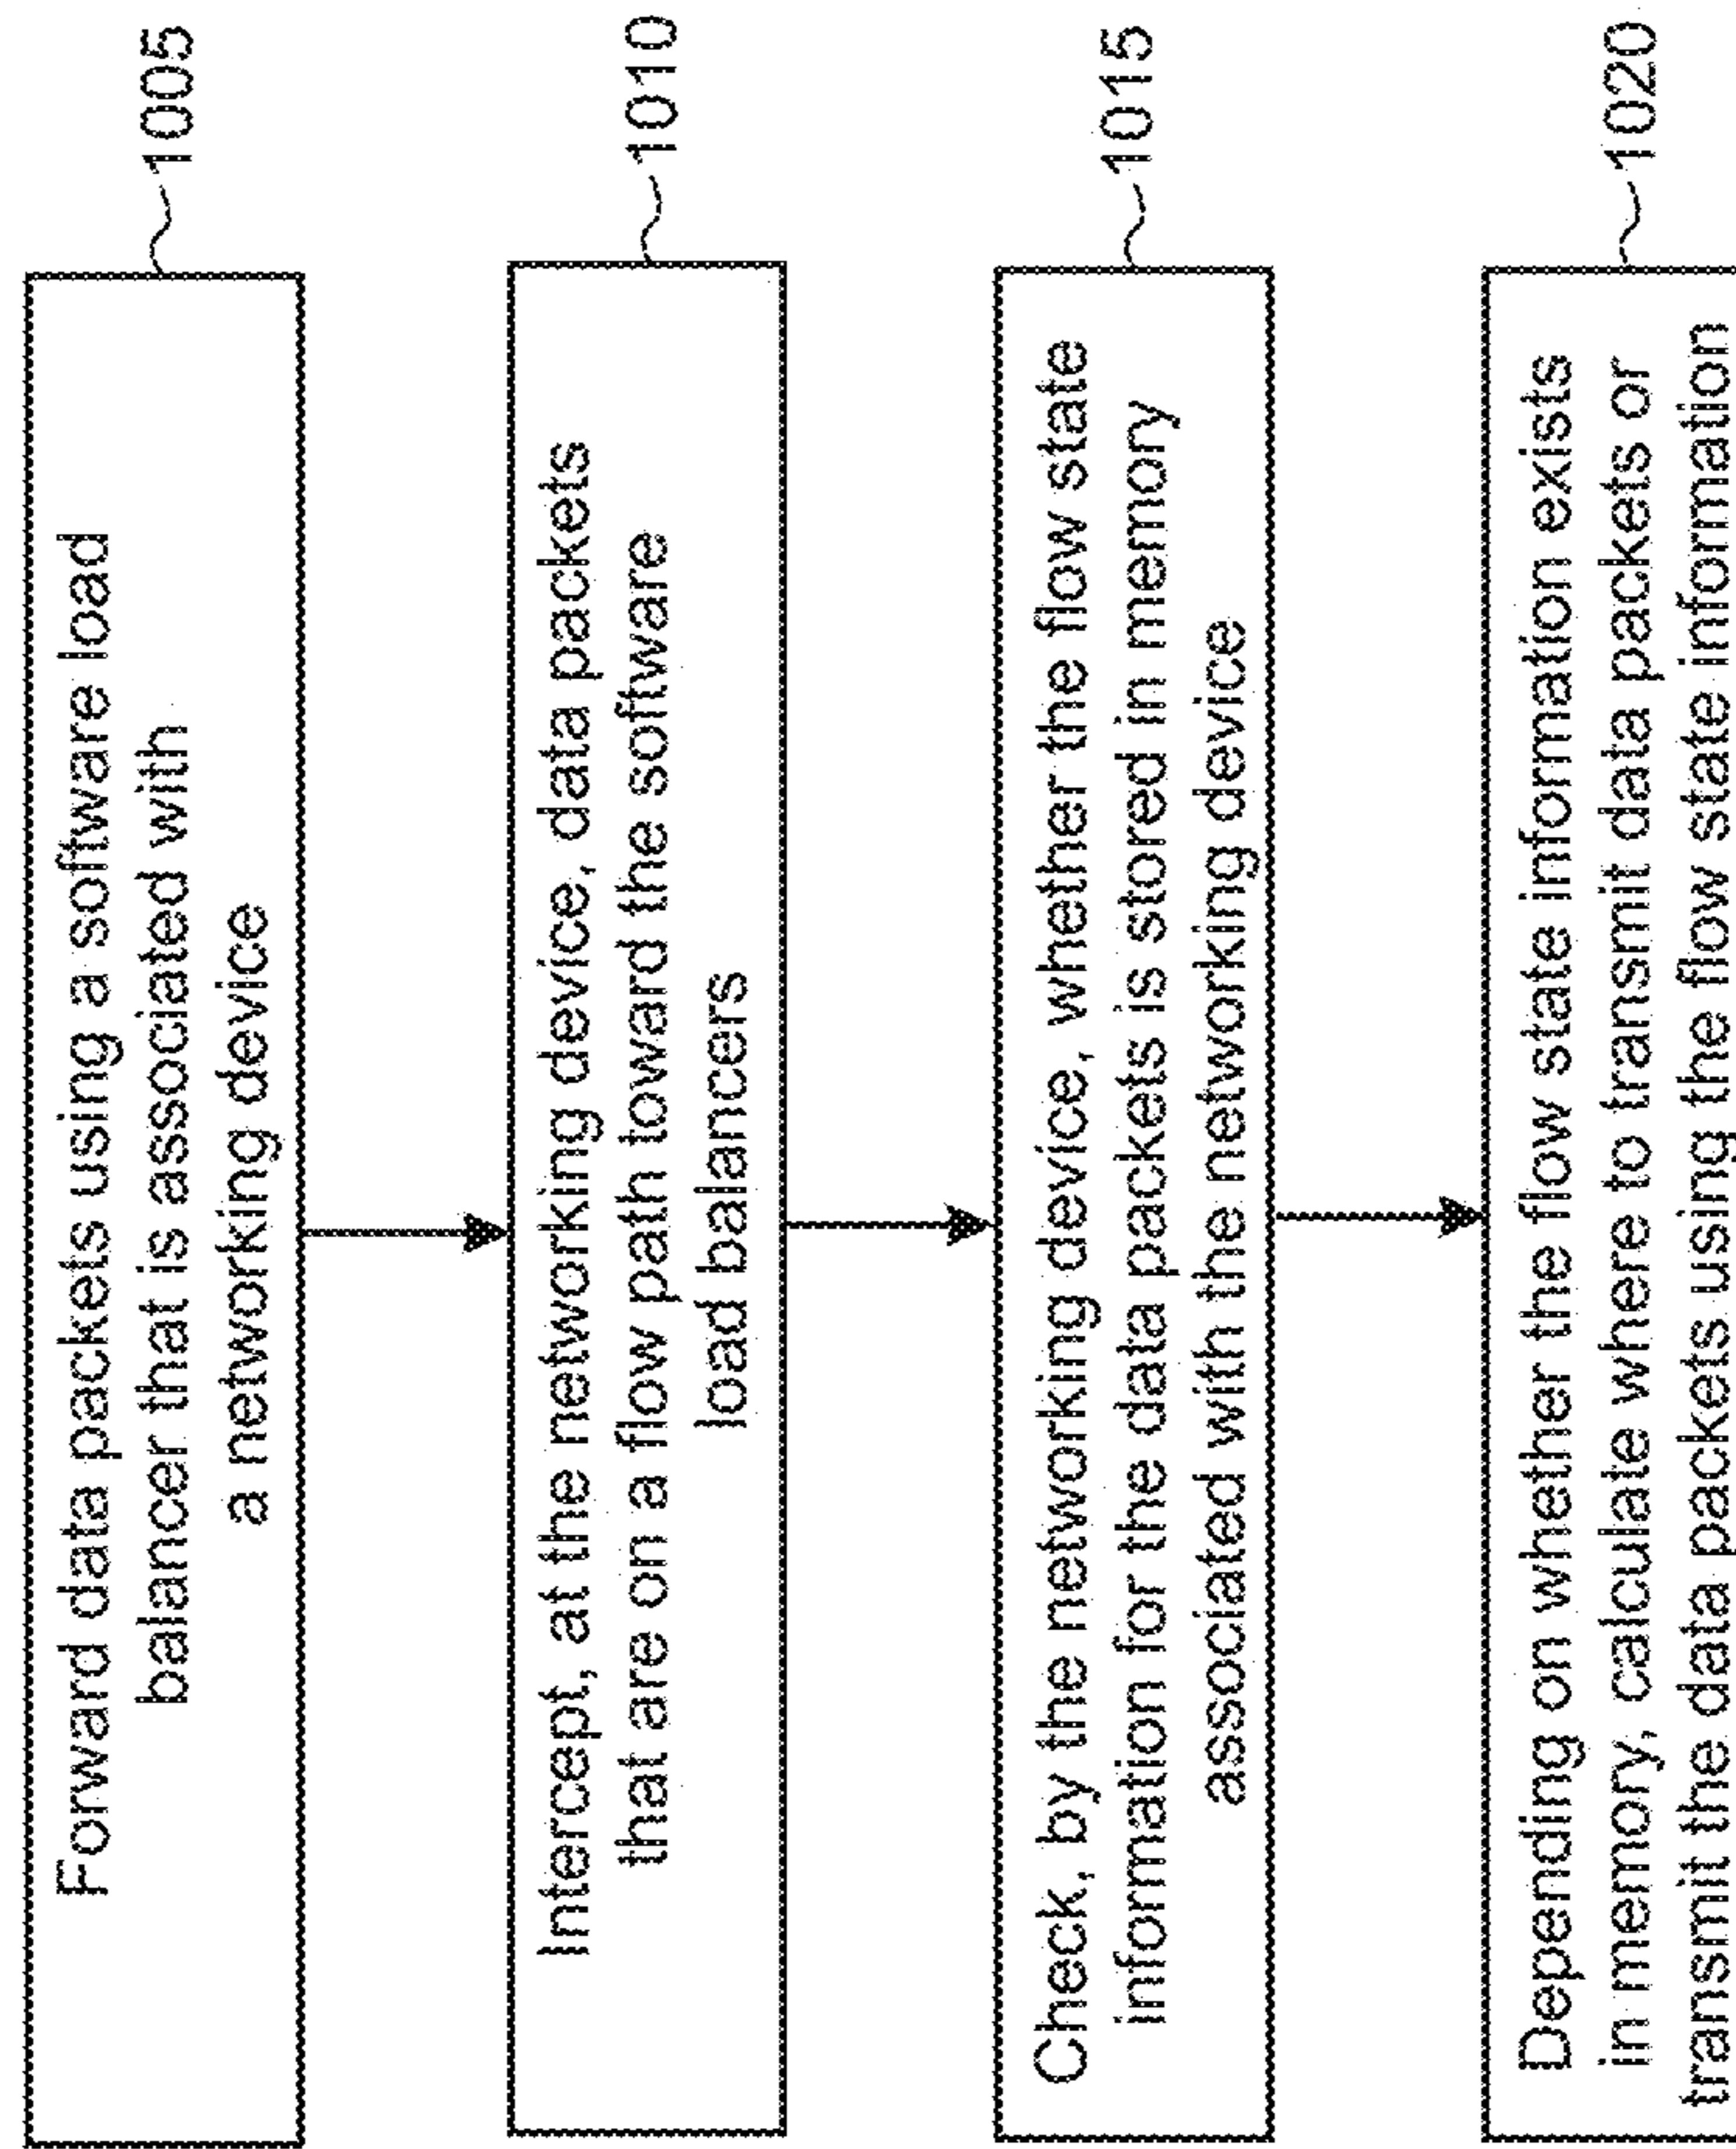 Forward data packets using a software load
balancer that is associated with
a networking device
1005
Intercept, at the networking device, data packets
that are on a flow path toward the software
load balancers
1010
Check, by the networking device, whether the flow state
information for the data packets is stored in memory
associated with the networking device
1015
Depending on whether the flow state information exists
in memory, calculate where to transmit data packets or
transmit the data packets using the flow state information
1020